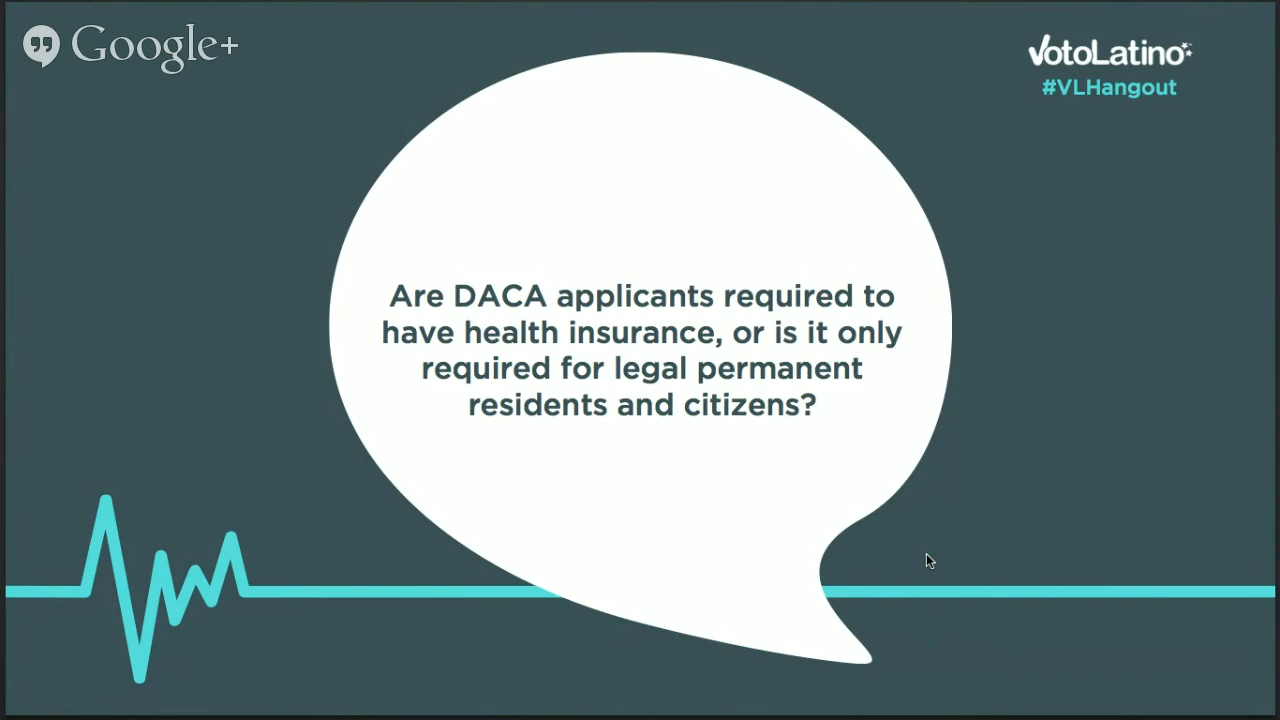 Google+
VotoLatino
#VLHangout
Are DACA applicants required to
have health insurance, or is it only
required for legal permanent
residents and citizens?